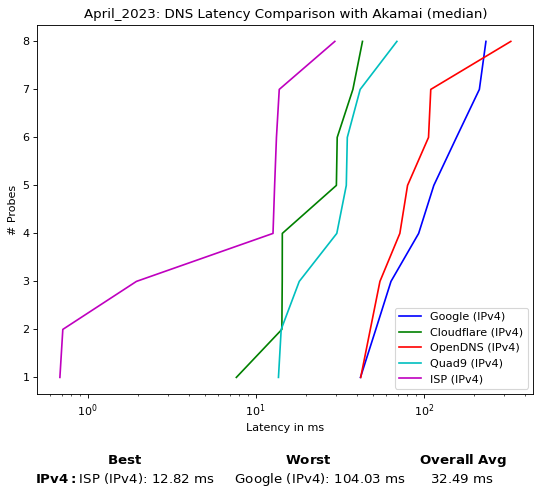 April_2023: DNS Latency Comparison with Akamai (median)
8
7
6
5
4
3
2
1
# Probes
Google (IPv4)
Cloudflare (IPv4)
OpenDNS (IPv4)
Quad9 (IPv4)
ISP (IPv4)
10⁰ 10¹ 10²
Latency in ms
Best Worst Overall Avg
IPv4: ISP (IPv4): 12.82 ms Google (IPv4): 104.03 ms 32.49 ms